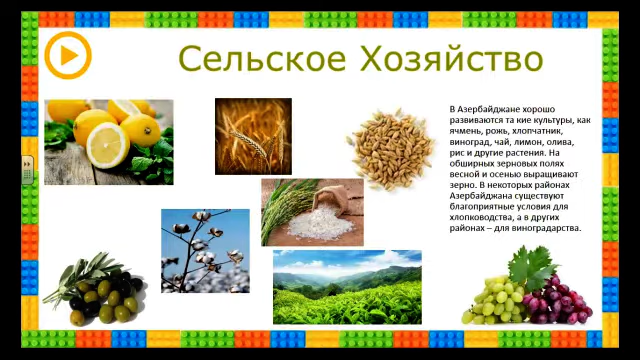 Сельское Хозяйство
В Азербайджане хорошо
развиваются та кие культуры, как
ячмень, рожь, хлопчатник,
виноград, чай, лимон, олива,
рис и другие растения. На
обширных зерновых полях
весной и осенью выращивают
зерно. В некоторых районах
Азербайджана существуют
благоприятные условия для
хлопководства, а в других
районах – для виноградарства.